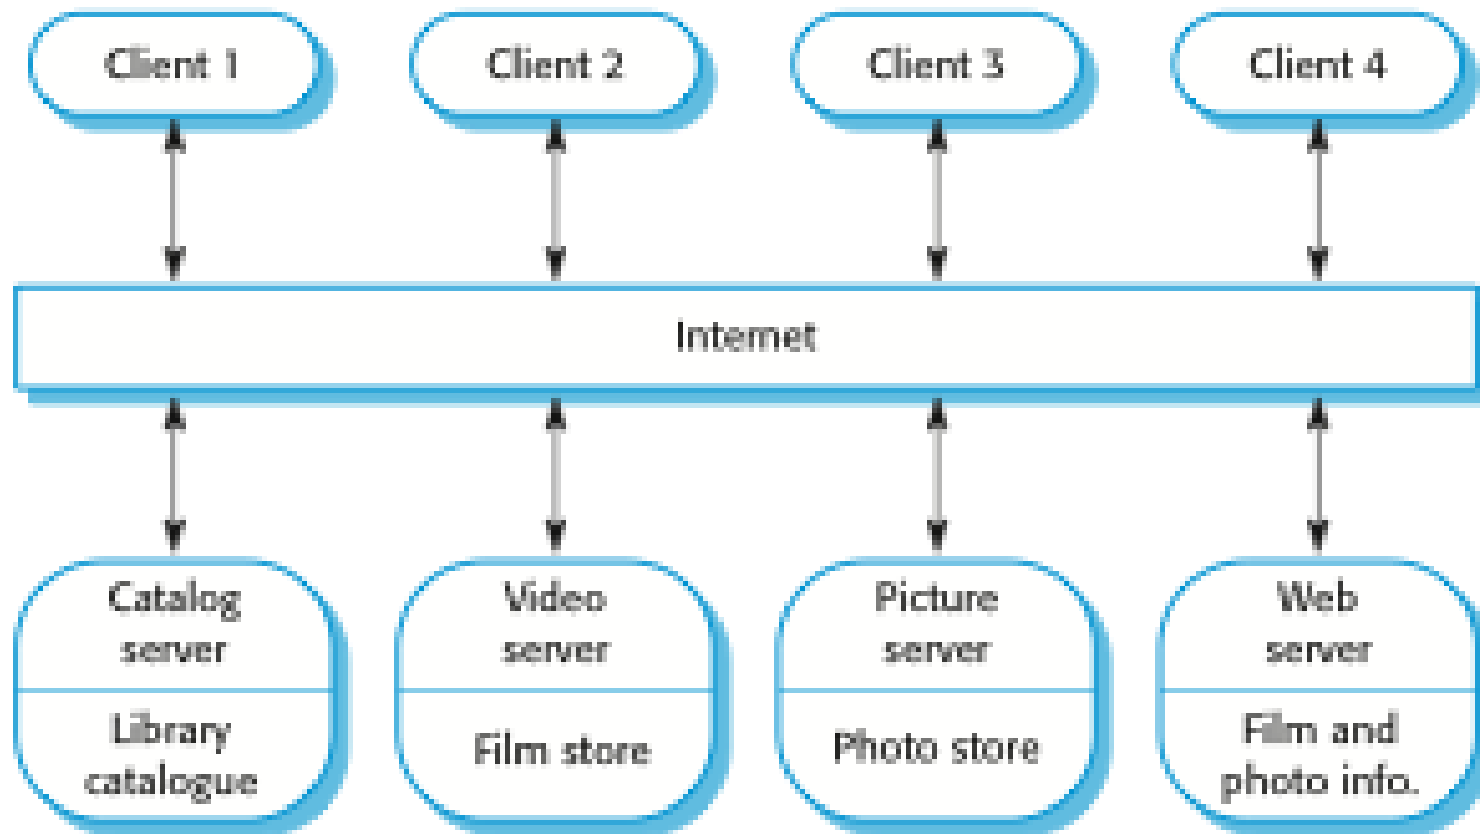 Client 1
Client 2
Client 3
Client 4
Internet
Catalog
server
Library
catalogue
Video
server
Film store
Picture
server
Photo store
Web
server
Film and
photo info.